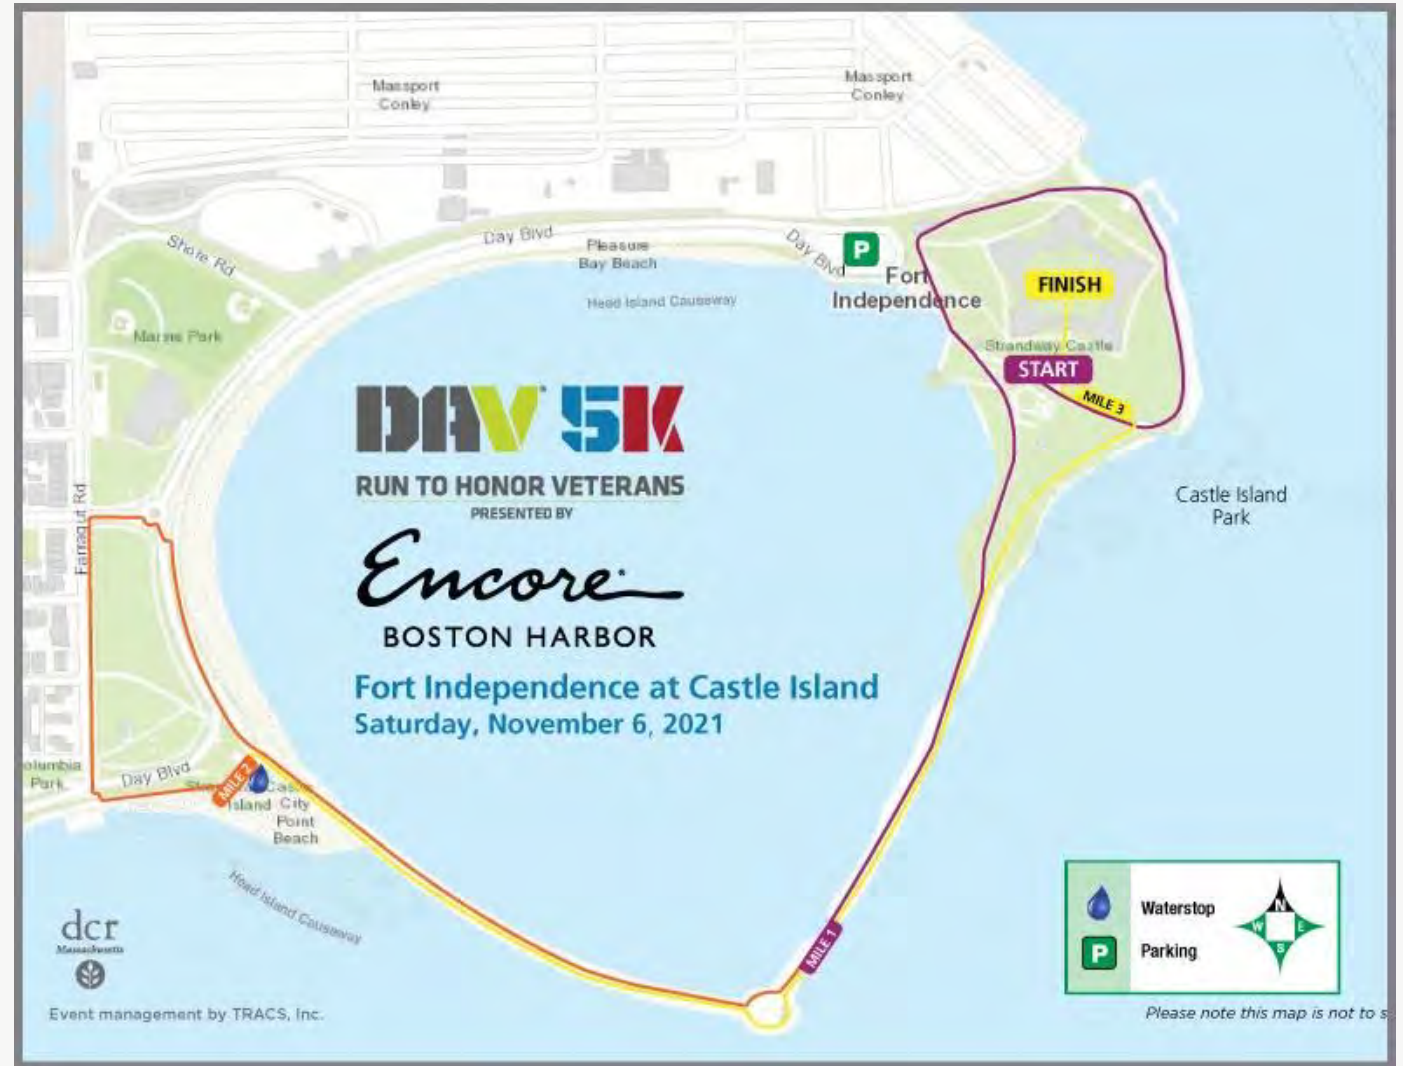 Massport
Conley
Massport
Conley
Shore Rd
Day Blvd
Pleasure
Bay Beach
Day Blvd
P
Fort
Independence
FINISH
Head Island Causeway
Marine Park
Strandway Castle
START
MILE 3
DAV 5K
RUN TO HONOR VETERANS
PRESENTED BY
Encore
BOSTON HARBOR
Fort Independence at Castle Island
Saturday, November 6, 2021
Castle Island
Park
Farragut Rd
olumbia
Park
Day Blvd
MILE 2
Island City
Point
Beach
Head Island Causeway
MILE 1
dcr
Massachusetts
Event management by TRACS, Inc.
Waterstop
P Parking
N
W E
S
Please note this map is not to s